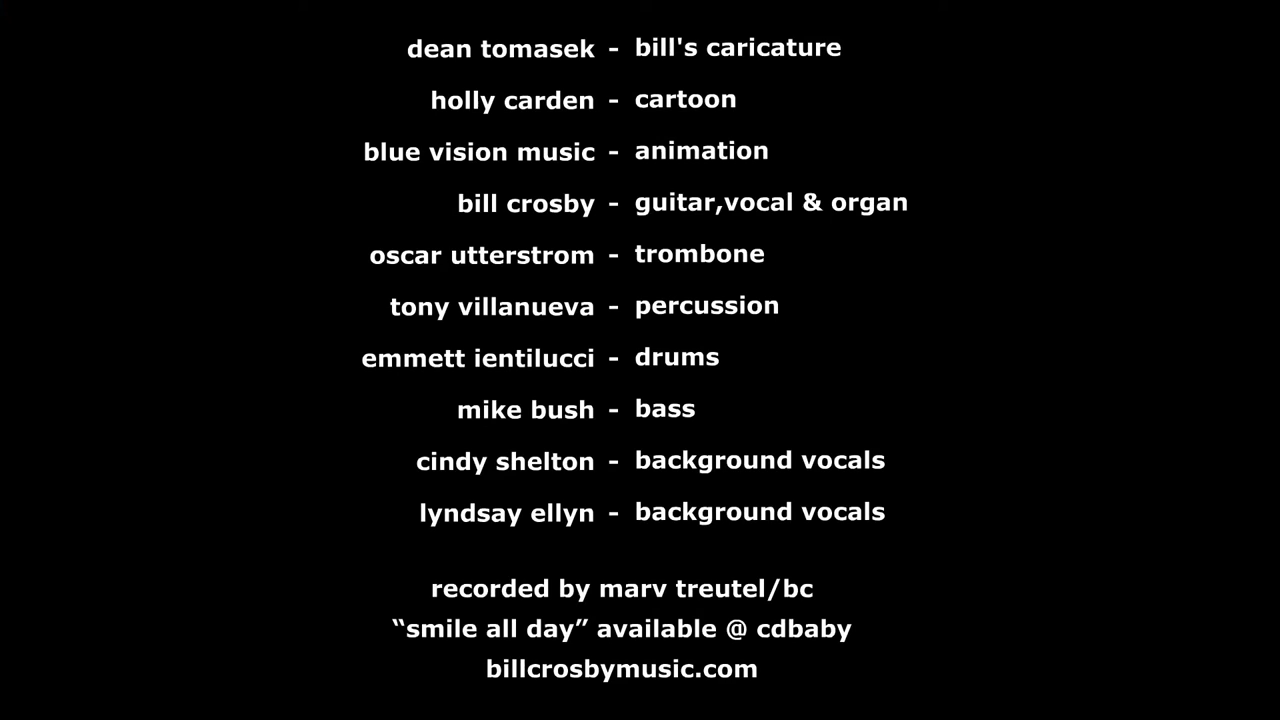 dean tomasek - bill's caricature
holly carden - cartoon
blue vision music - animation
bill crosby - guitar,vocal & organ
oscar utterstrom - trombone
tony villanueva - percussion
emmett ientilucci - drums
mike bush - bass
cindy shelton - background vocals
lyndsay ellyn - background vocals
recorded by marv treutel/bc
“smile all day” available @ cdbaby
billcrosbymusic.com